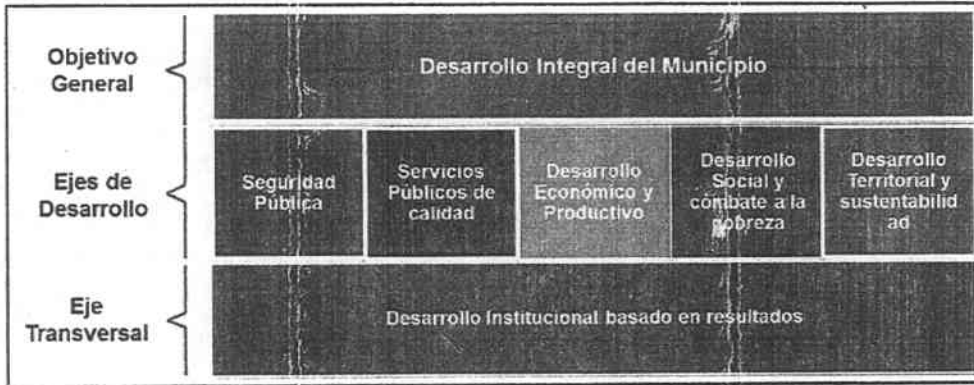 Objetivo
General
Desarrollo Integral del Municipio
Ejes de
Desarrollo
Seguridad
Pública
Servicios
Públicos de
calidad
Desarrollo
Económico y
Productivo
Desarrollo
Social y
cómbate a la
pobreza
Desarrollo
Territorial y
sustentabilid
ad
Eje
Transversal
Desarrollo Institucional basado en resultados